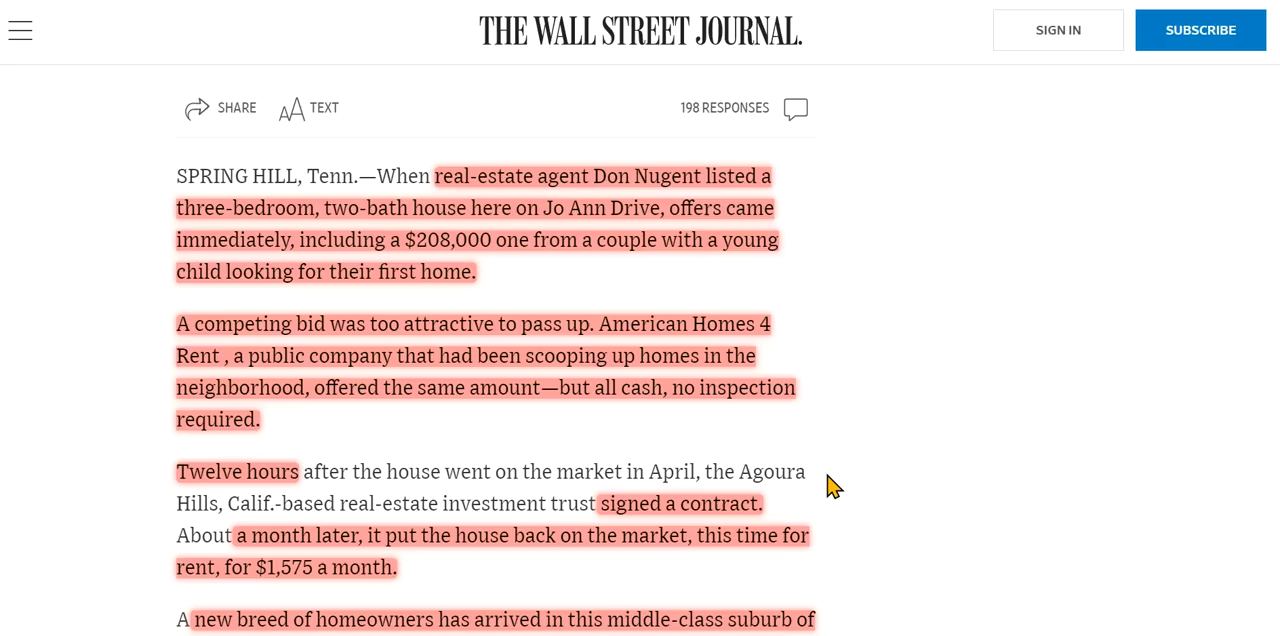 THE WALL STREET JOURNAL.
SIGN IN
SUBSCRIBE
SHARE
TEXT
198 RESPONSES
SPRING HILL, Tenn.—When real-estate agent Don Nugent listed a
three-bedroom, two-bath house here on Jo Ann Drive, offers came
immediately, including a $208,000 one from a couple with a young
child looking for their first home.
A competing bid was too attractive to pass up. American Homes 4
Rent , a public company that had been scooping up homes in the
neighborhood, offered the same amount—but all cash, no inspection
required.
Twelve hours after the house went on the market in April, the Agoura
Hills, Calif.-based real-estate investment trust signed a contract.
About a month later, it put the house back on the market, this time for
rent, for $1,575 a month.
A new breed of homeowners has arrived in this middle-class suburb of